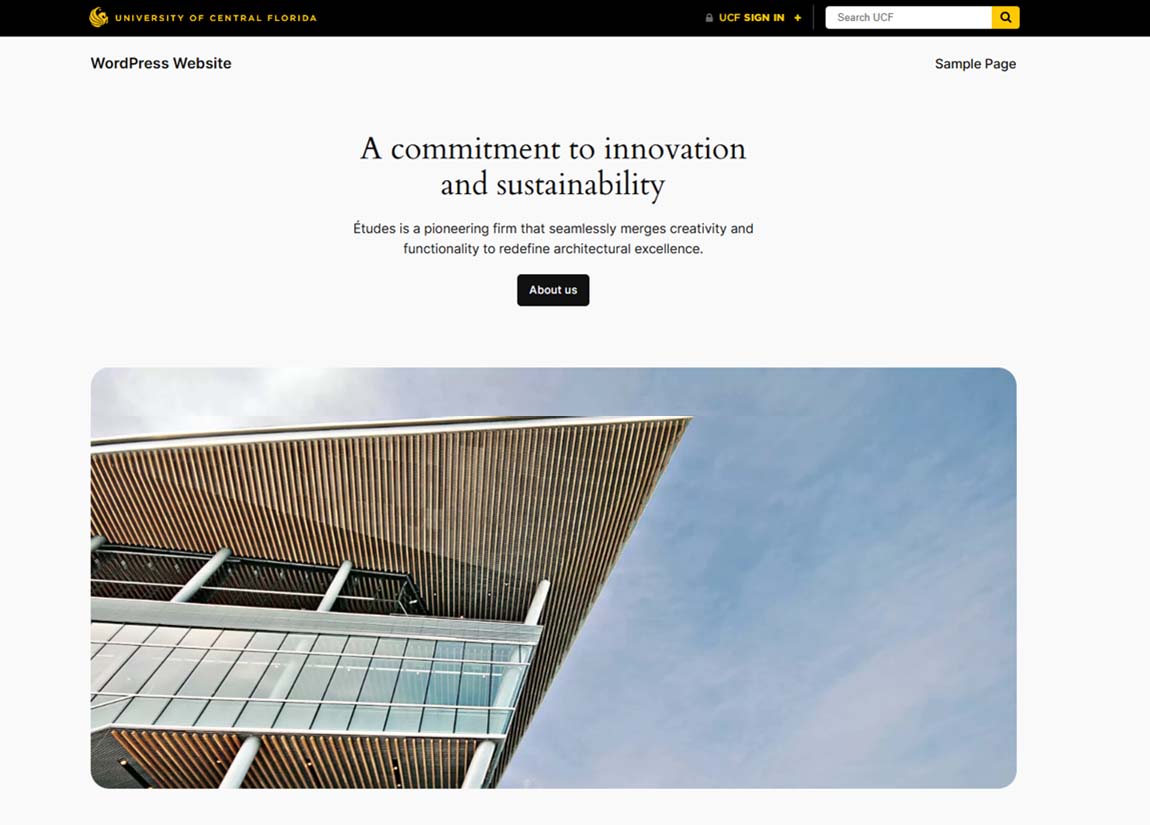 UNIVERSITY OF CENTRAL FLORIDA
UCF SIGN IN +
Search UCF
WordPress Website
Sample Page
A commitment to innovation
and sustainability
Études is a pioneering firm that seamlessly merges creativity and
functionality to redefine architectural excellence.
About us